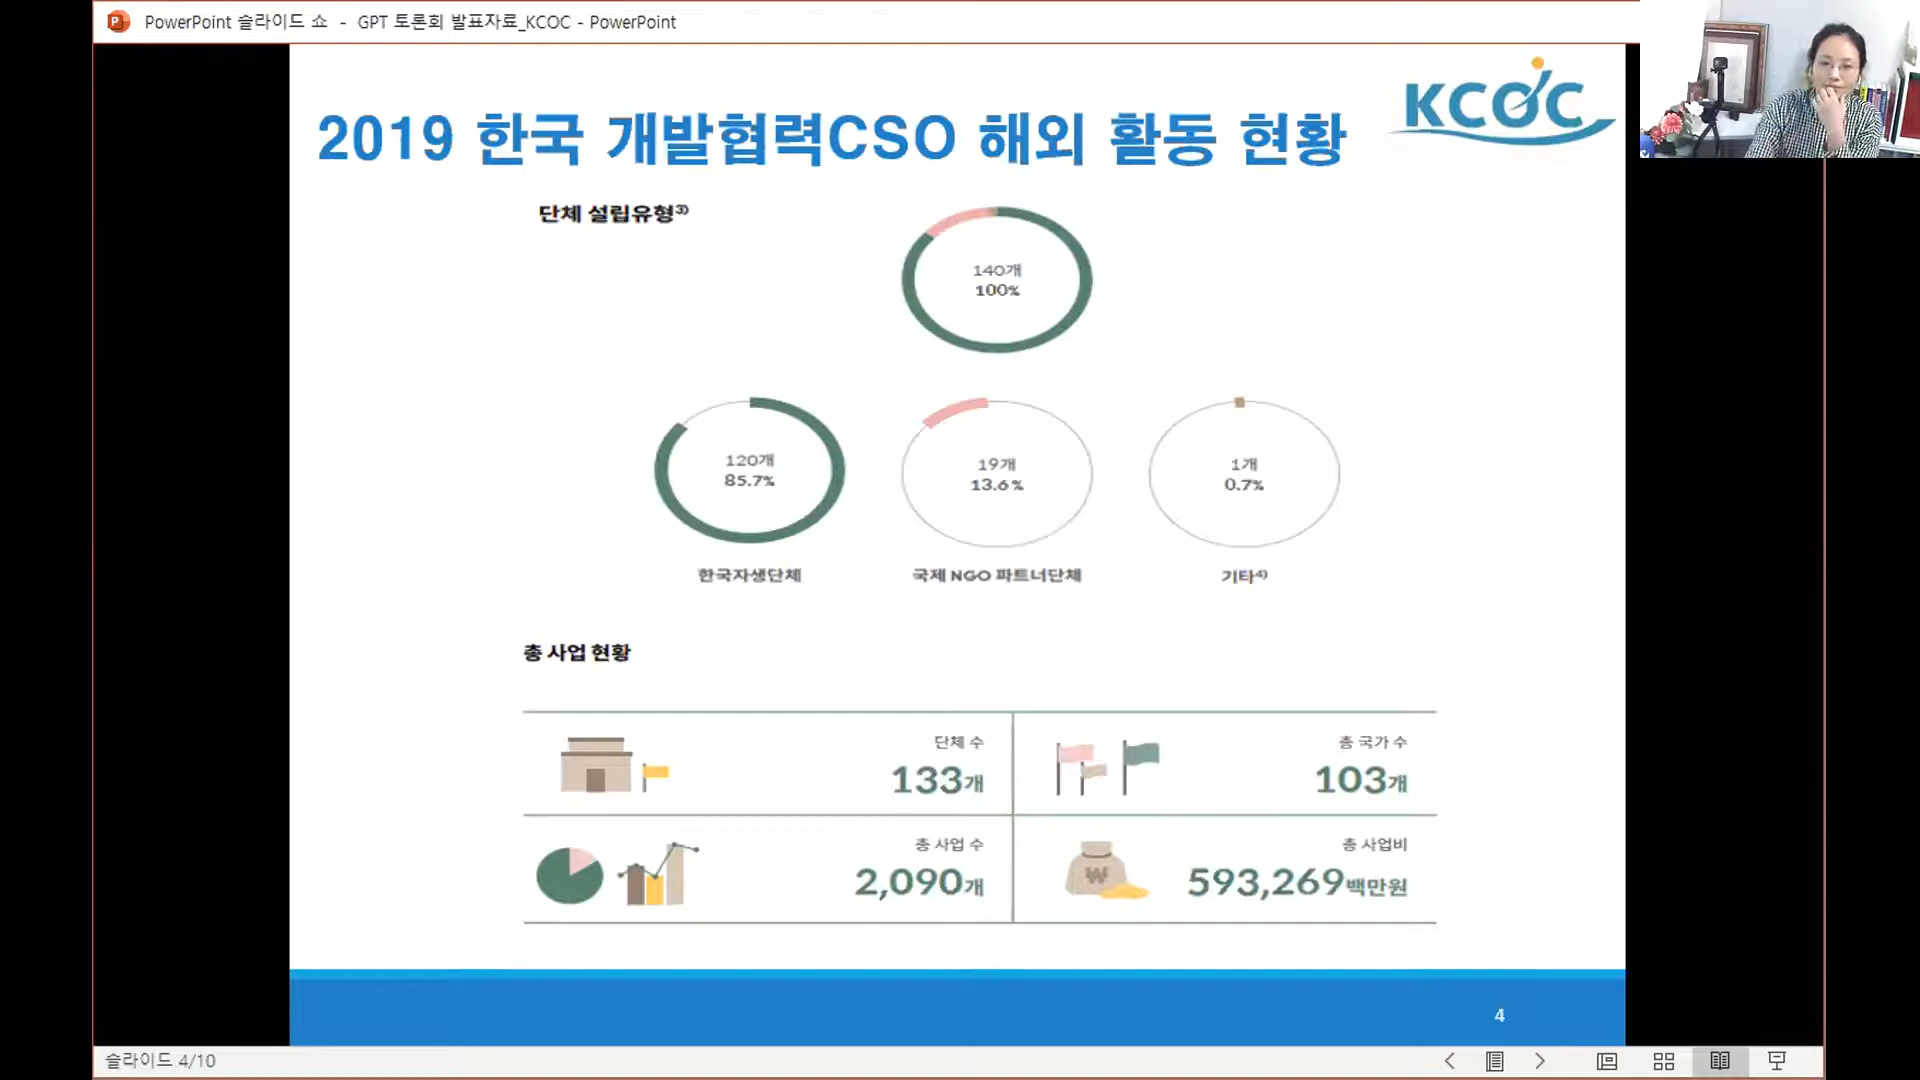 PowerPoint 슬라이드 쇼 - GPT 토론회 발표자료_KCOC - PowerPoint
KCOC
2019 한국 개발협력CSO 해외 활동 현황
단체 설립유형3)
140개
100%
120개
85.7%
한국자생단체
19개
13.6%
국제 NGO 파트너단체
1개
0.7%
기타4)
총 사업 현황
단체 수
133개
총 국가 수
103개
총 사업 수
2,090개
₩
총 사업비
593,269백만원
4
슬라이드 4/10